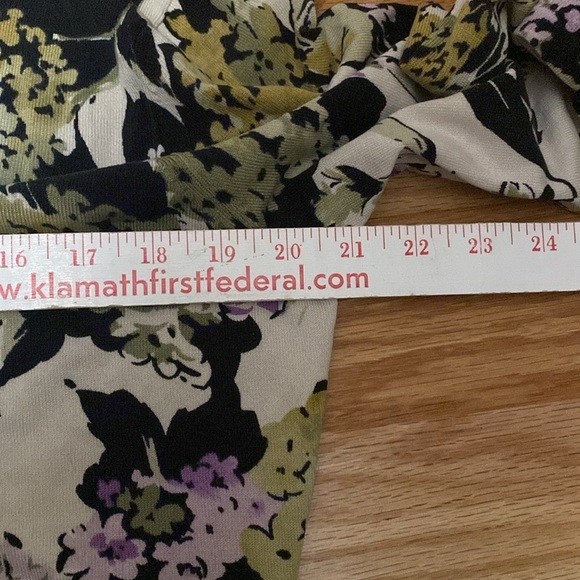 16 17 18 19 20 21 22 23 24
w.klamathfirstfederal.com